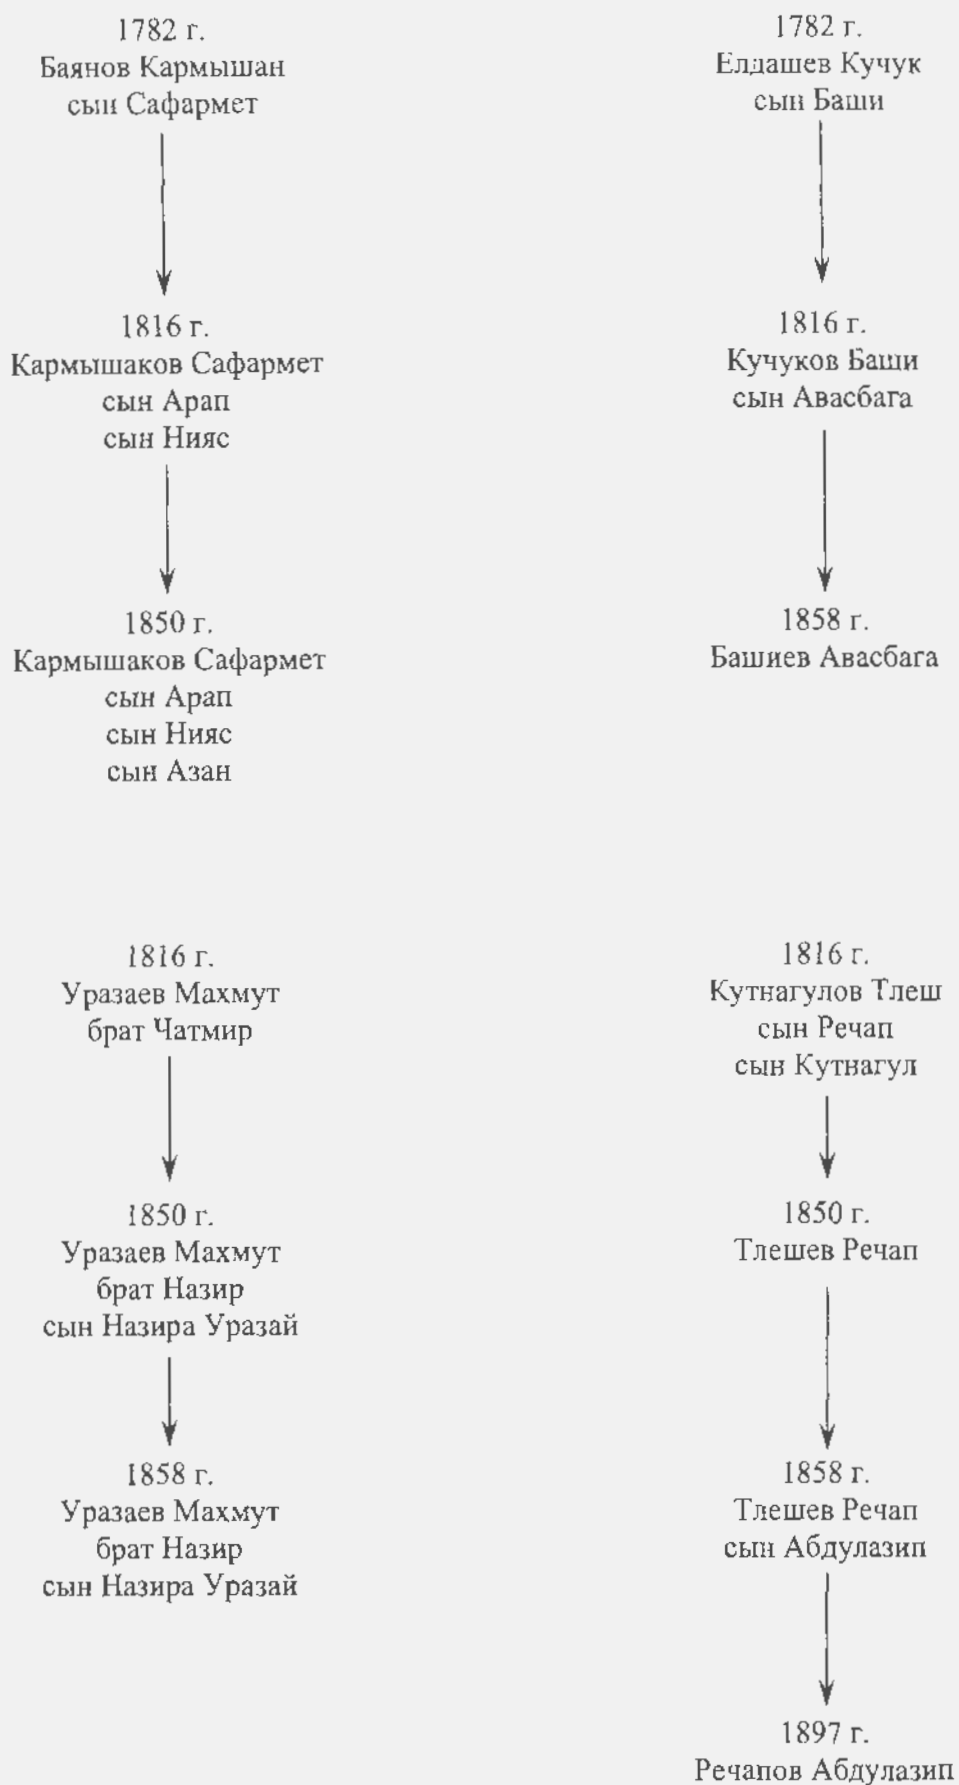 1782 г.
Баянов Кармышан
сын Сафармет
1816 г.
Кармышаков Сафармет
сын Арап
сын Нияс
1850 г.
Кармышаков Сафармет
сын Арап
сын Нияс
сын Азан
1782 г.
Елдашев Кучук
сын Баши
1816 г.
Кучуков Баши
сын Авасбага
1858 г.
Башиев Авасбага
1816 г.
Уразаев Махмут
брат Чатмир
1850 г.
Уразаев Махмут
брат Назир
сын Назира Уразай
1858 г.
Уразаев Махмут
брат Назир
сын Назира Уразай
1816 г.
Кутнагулов Тлеш
сын Речап
сын Кутнагул
1850 г.
Тлешев Речап
1858 г.
Тлешев Речап
сын Абдулазип
1897 г.
Речапов Абдулазип